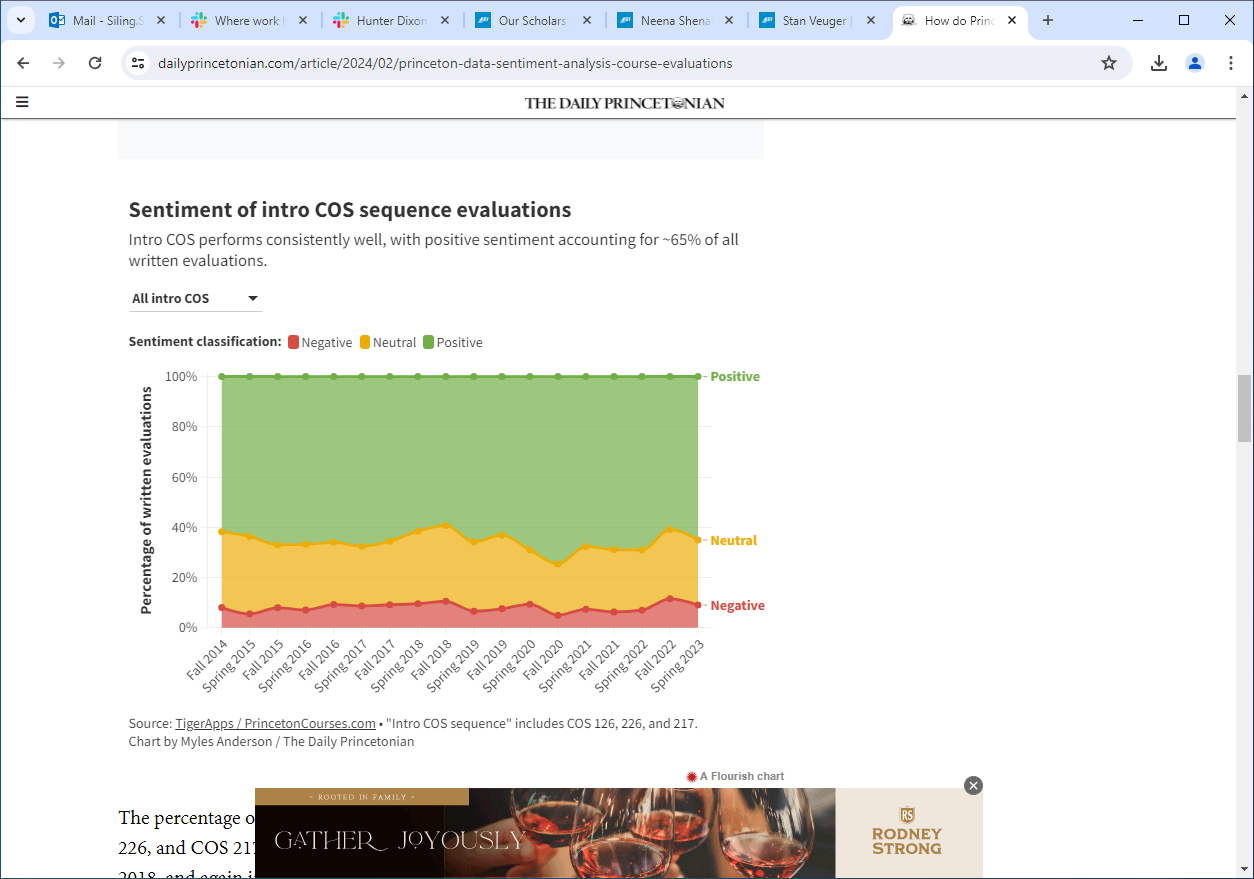 Mail - Siling.S
Where work h
Hunter Dixon
Our Scholars
Neena Shena
Stan Veuger |
How do Princ
dailyprincetonian.com/article/2024/02/princeton-data-sentiment-analysis-course-evaluations
THE DAILY PRINCETONIAN
Sentiment of intro COS sequence evaluations
Intro COS performs consistently well, with positive sentiment accounting for ~65% of all
written evaluations.
All intro COS
Sentiment classification: Negative Neutral Positive
Percentage of written evaluations
100%
80%
60%
40%
20%
0%
Positive
Neutral
Negative
Fall 2014
Spring 2015
Fall 2015
Spring 2016
Fall 2016
Spring 2017
Fall 2017
Spring 2018
Fall 2018
Spring 2019
Fall 2019
Spring 2020
Fall 2020
Spring 2021
Fall 2021
Spring 2022
Fall 2022
Spring 2023
Source: TigerApps / PrincetonCourses.com • "Intro COS sequence" includes COS 126, 226, and 217.
Chart by Myles Anderson / The Daily Princetonian
A Flourish chart
The percentage o
226, and COS 217
2018, and again i
- ROOTED IN FAMILY -
GATHER JOYOUSLY
RS
RODNEY
STRONG